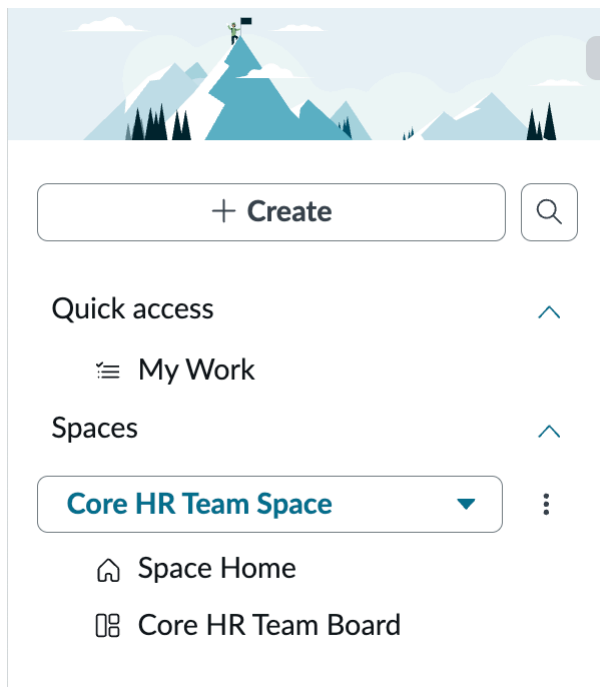 + Create
Quick access
My Work
Spaces
Core HR Team Space
Space Home
Core HR Team Board